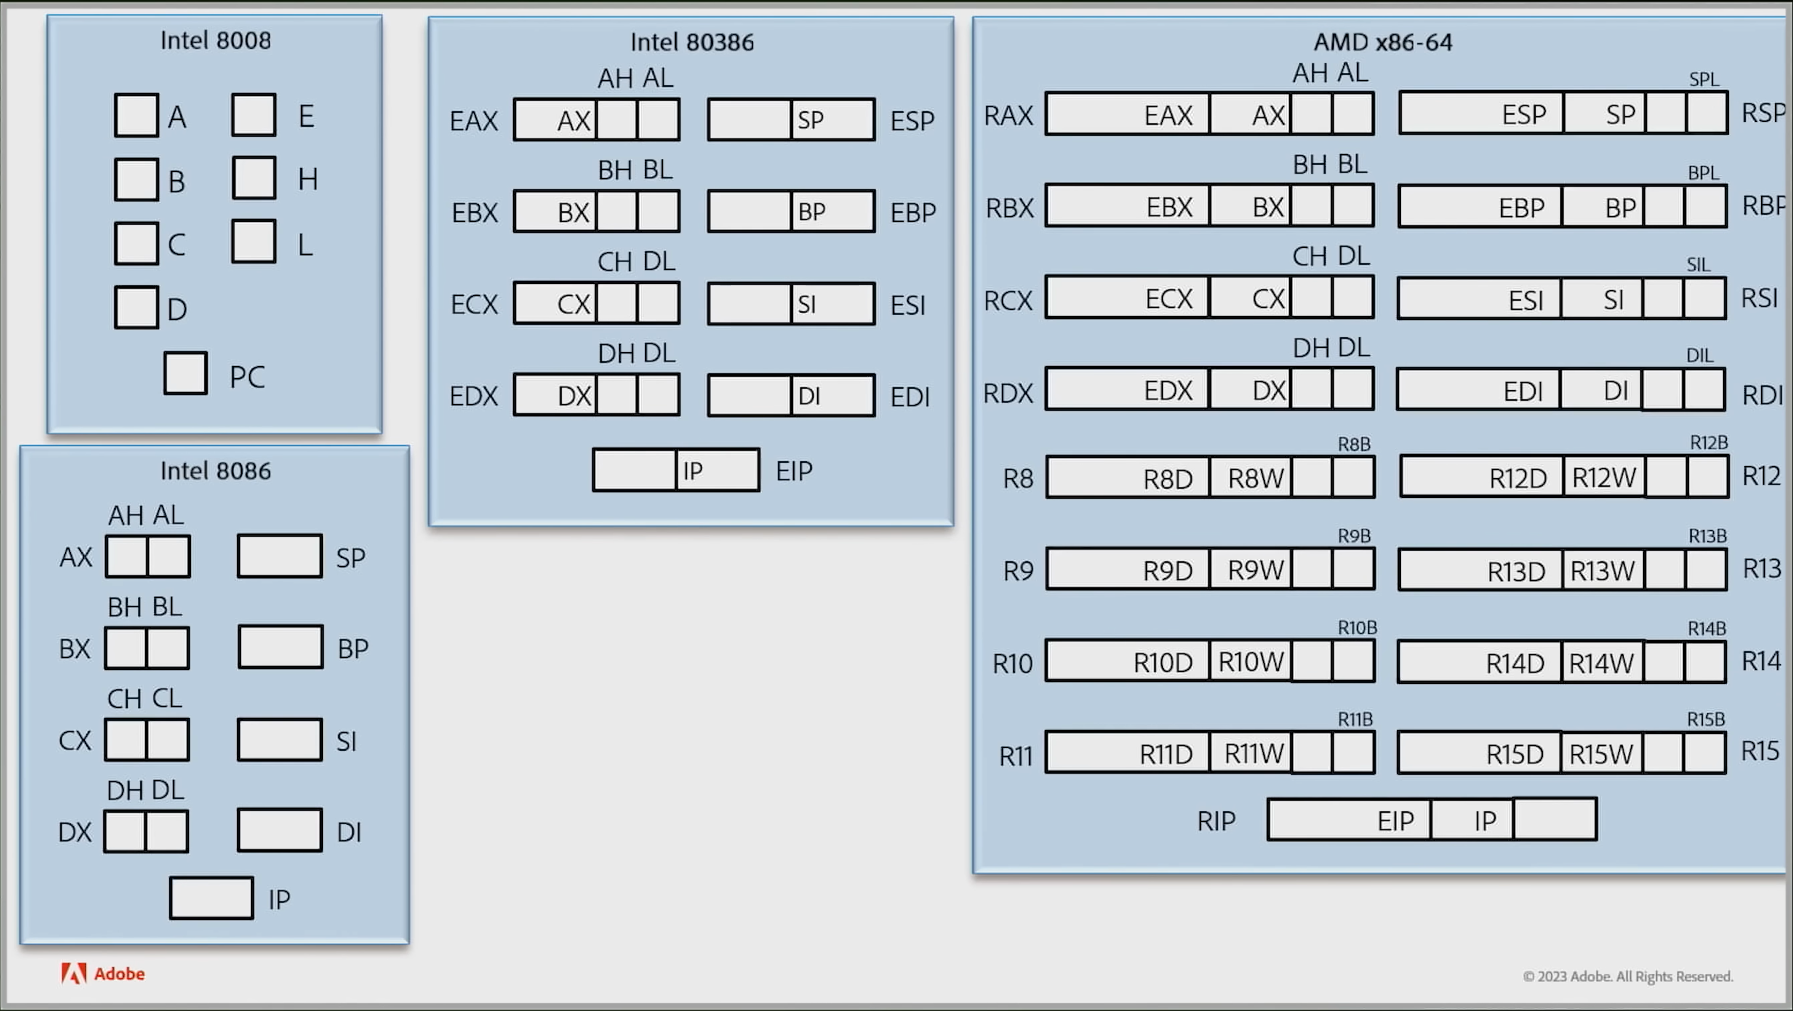 Intel 8008
A E
B H
C L
D
PC
Intel 8086
AH AL
AX SP
BH BL
BX BP
CH CL
CX SI
DH DL
DX DI
IP
Intel 80386
AH AL
EAX AX SP ESP
BH BL
EBX BX BP EBP
CH DL
ECX CX SI ESI
DH DL
EDX DX DI EDI
IP EIP
AMD x86-64
AH AL SPL
RAX EAX AX ESP SP RSP
BH BL BPL
RBX EBX BX EBP BP RBP
CH DL SIL
RCX ECX CX ESI SI RSI
DH DL DIL
RDX EDX DX EDI DI RDI
R8B R12B
R8 R8D R8W R12D R12W R12
R9B R13B
R9 R9D R9W R13D R13W R13
R10B R14B
R10 R10D R10W R14D R14W R14
R11B R15B
R11 R11D R11W R15D R15W R15
RIP EIP IP
Adobe
© 2023 Adobe. All Rights Reserved.